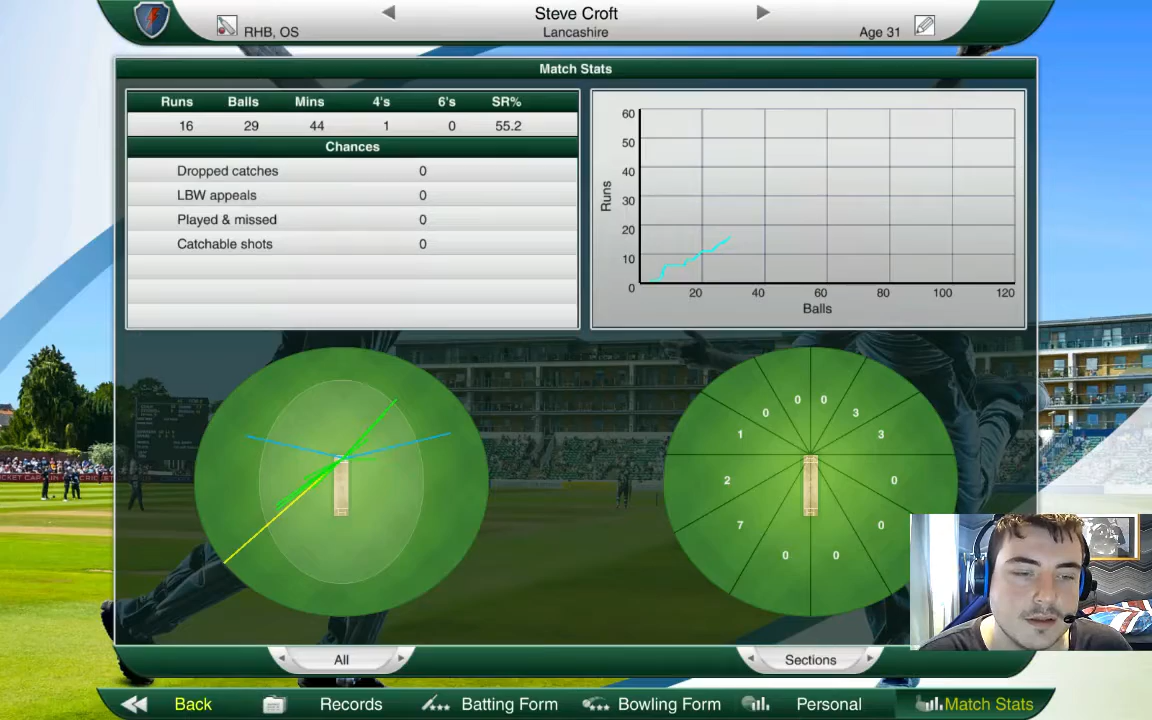 Steve Croft
RHB, OS
Lancashire
Age 31
Match Stats
Runs Balls Mins 4's 6's SR%
16 29 44 1 0 55.2
Chances
Dropped catches 0
LBW appeals 0
Played & missed 0
Catchable shots 0
Runs
60
50
40
30
20
10
0
20 40 60 80 100 120
Balls
0 0
0 3
1 3
2 0
7 0
0 0
All
Sections
Back Records Batting Form Bowling Form Personal Match Stats